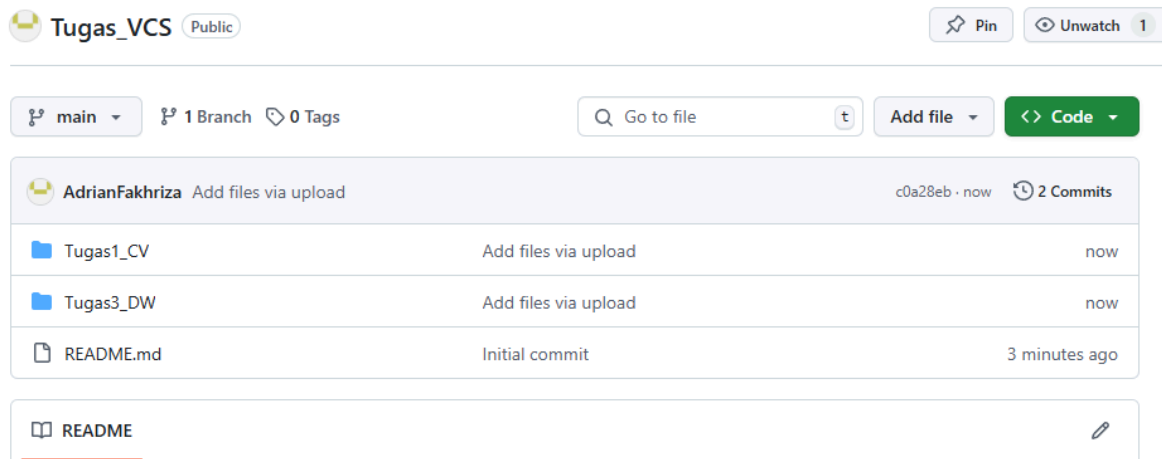 Tugas_VCS Public Pin Unwatch 1
main 1 Branch 0 Tags Go to file t Add file Code
AdrianFakhriza Add files via upload c0a28eb · now 2 Commits
Tugas1_CV Add files via upload now
Tugas3_DW Add files via upload now
README.md Initial commit 3 minutes ago
README